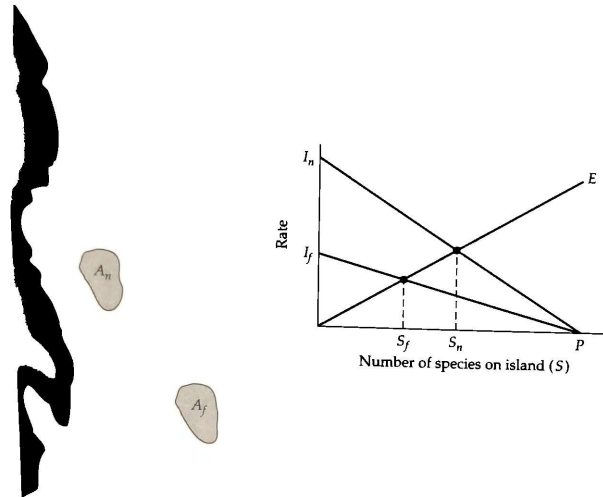 A_n
A_f
I_n
E
Rate
I_f
S_f
S_n
P
Number of species on island (S)